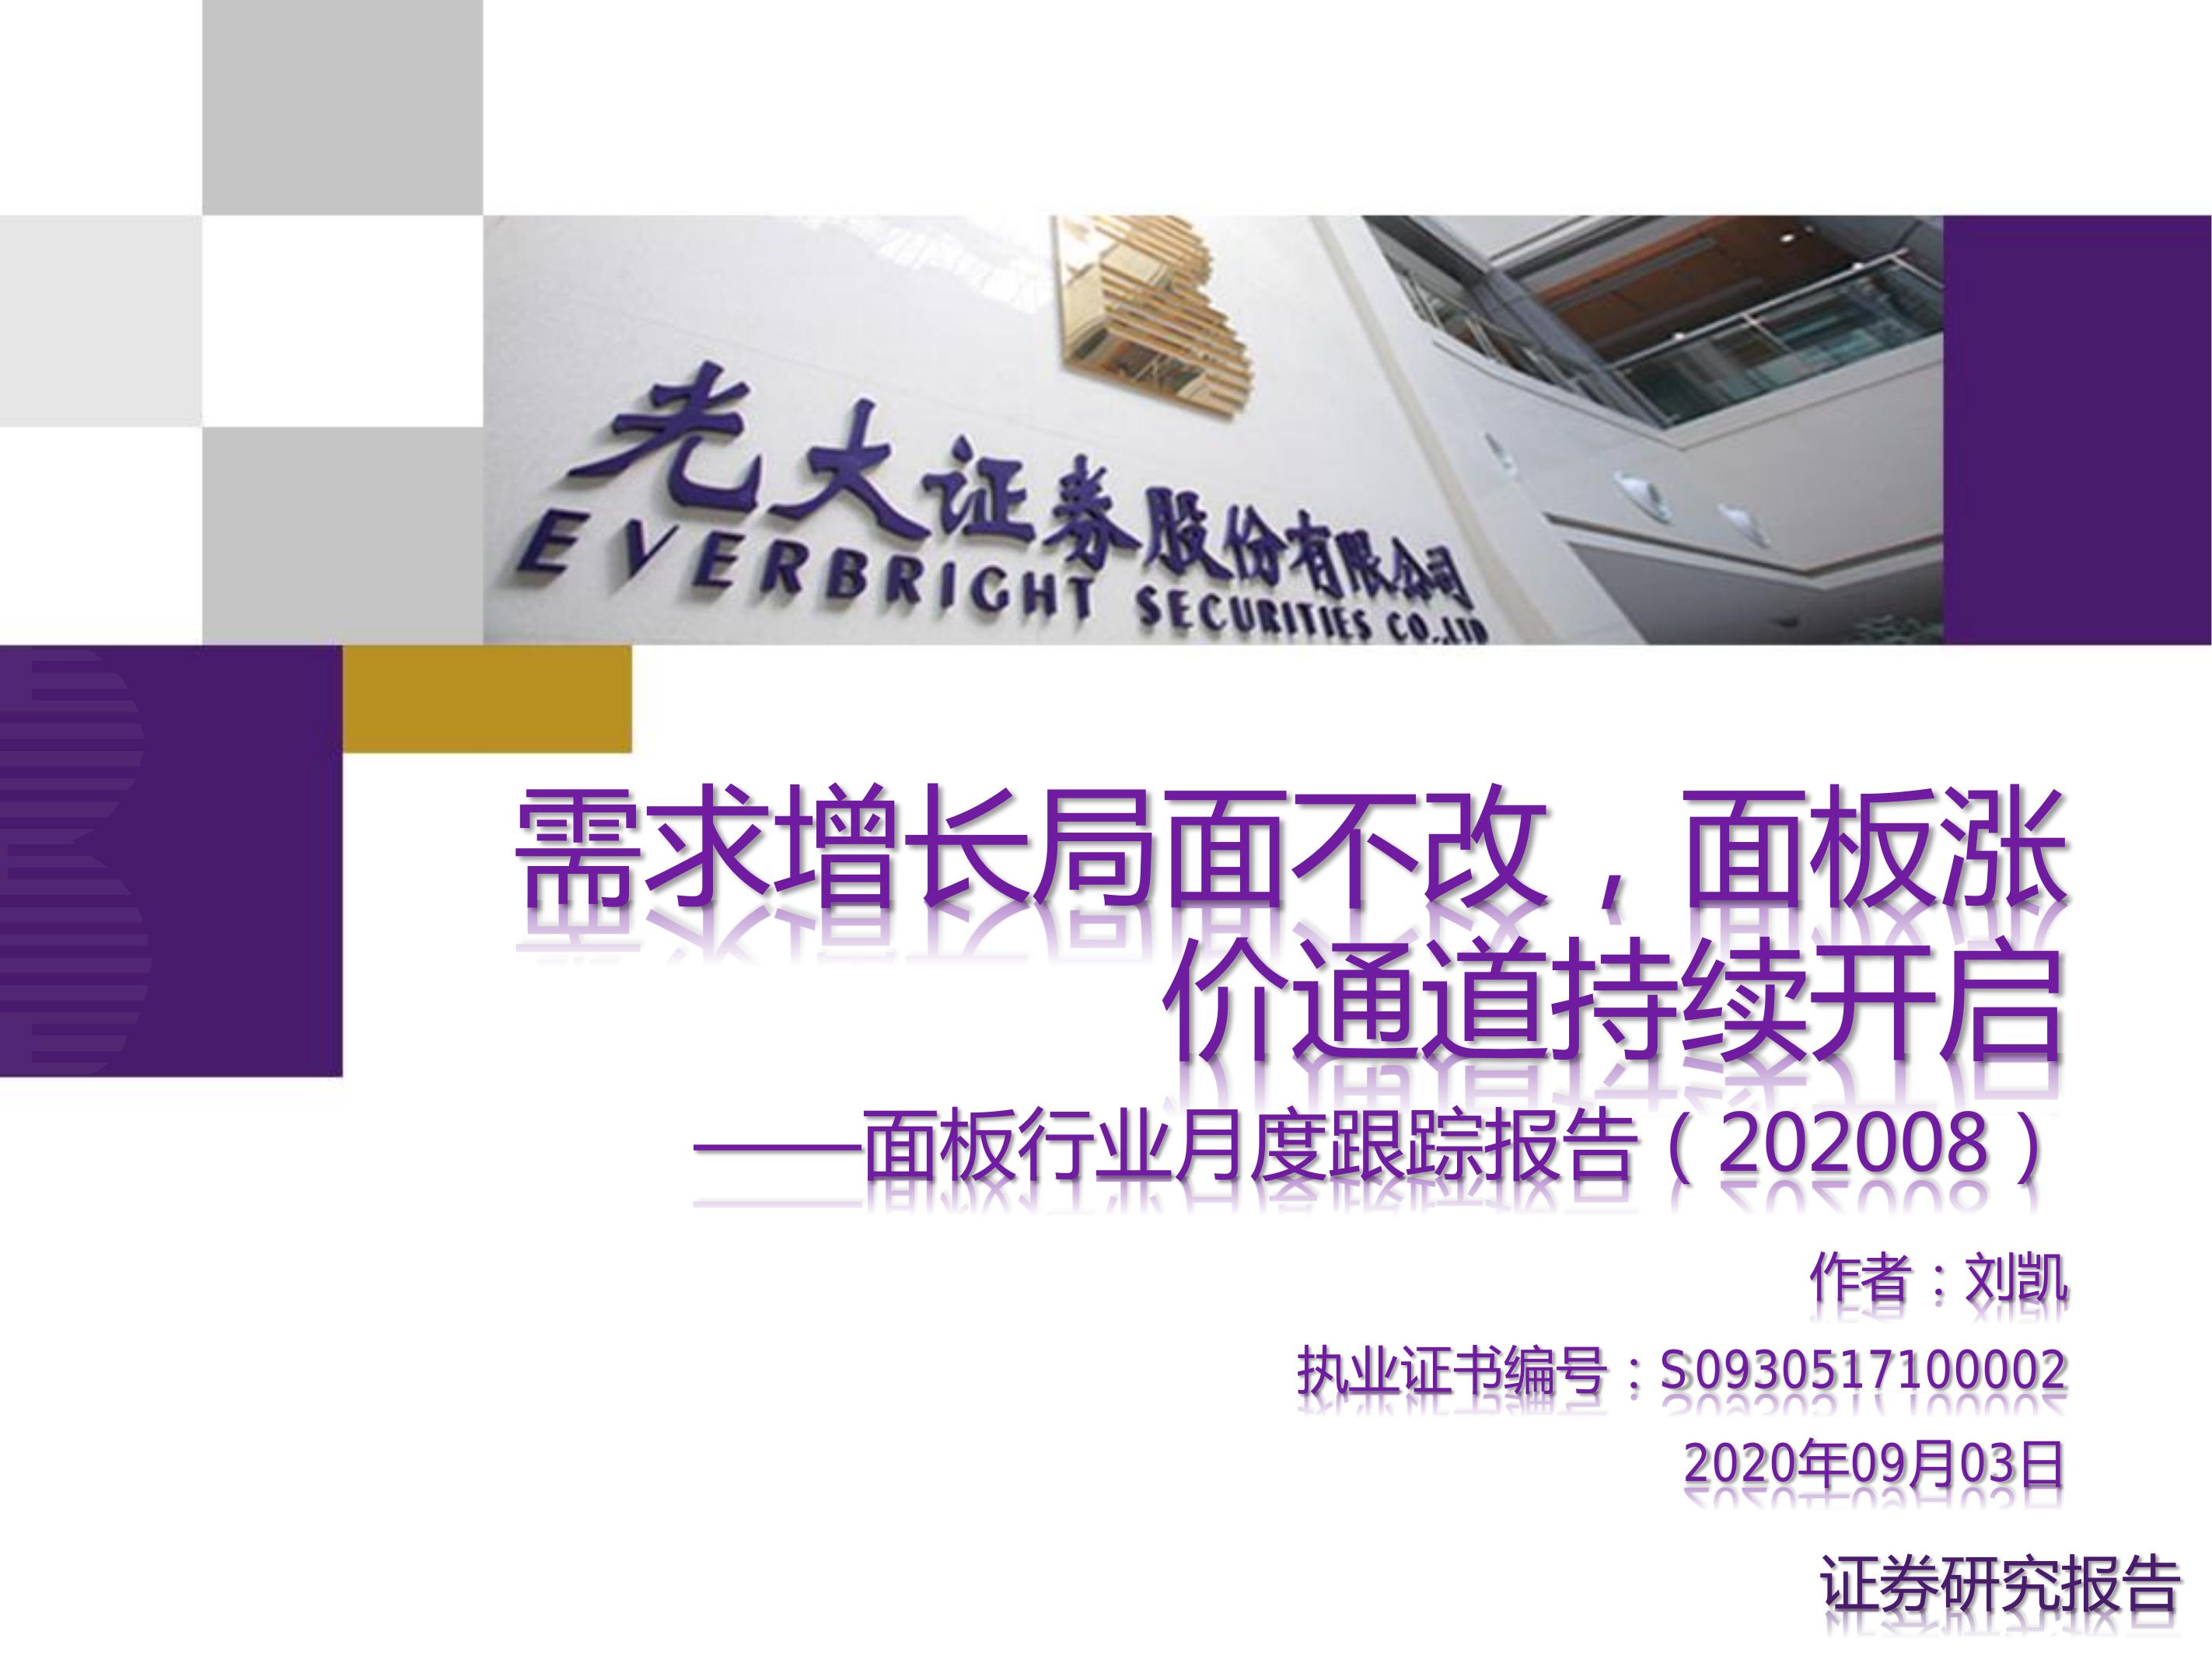 光大证券股份有限公司
EVERBRIGHT SECURITIES CO.,LTD
需求增长局面不改，面板涨
价通道持续开启
——面板行业月度跟踪报告（202008）
作者：刘凯
执业证书编号：S0930517100002
2020年09月03日
证券研究报告